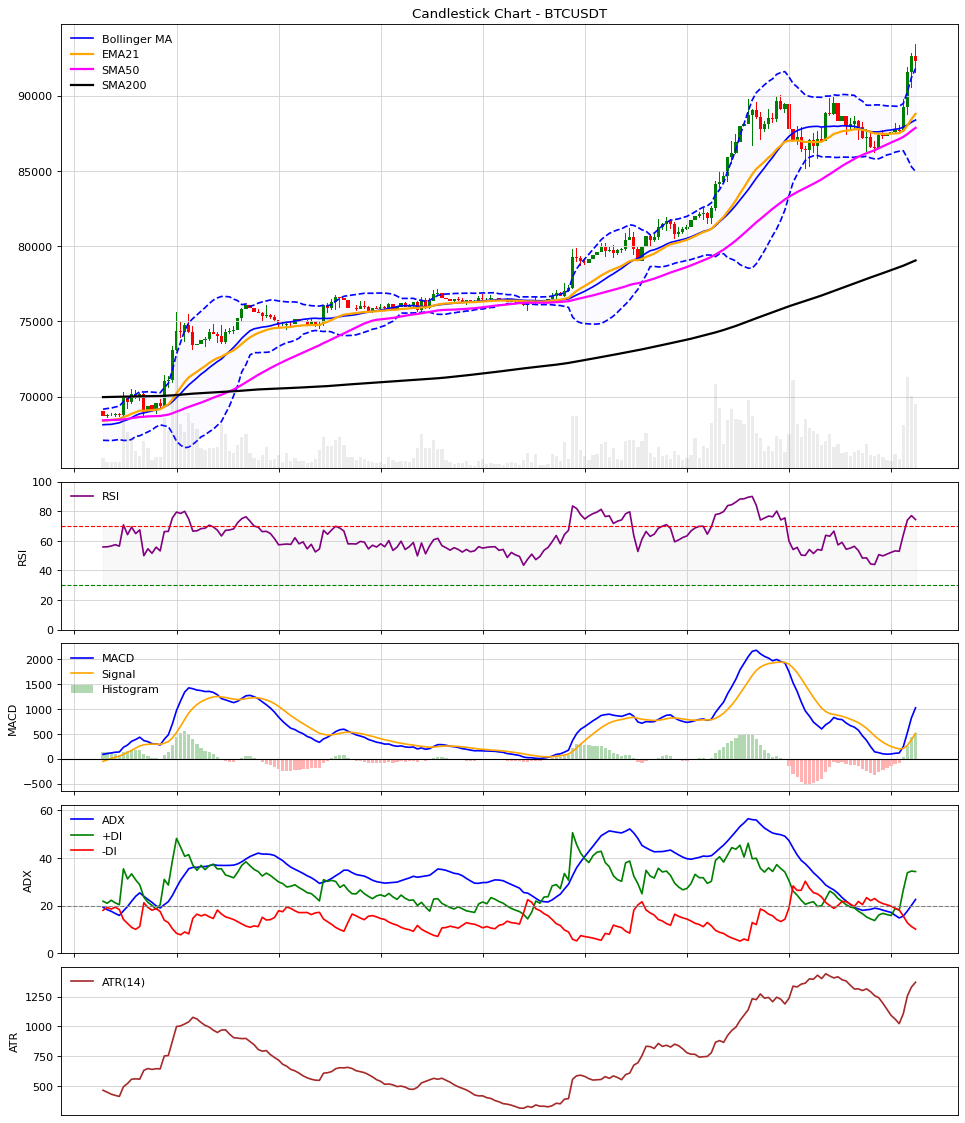 Candlestick Chart - BTCUSDT
Bollinger MA
EMA21
SMA50
SMA200
90000
85000
80000
75000
70000
RSI
100
80
60
40
20
0
RSI
MACD
Signal
Histogram
2000
1500
1000
500
0
−500
MACD
ADX
+DI
-DI
60
40
20
0
ADX
ATR(14)
1250
1000
750
500
ATR